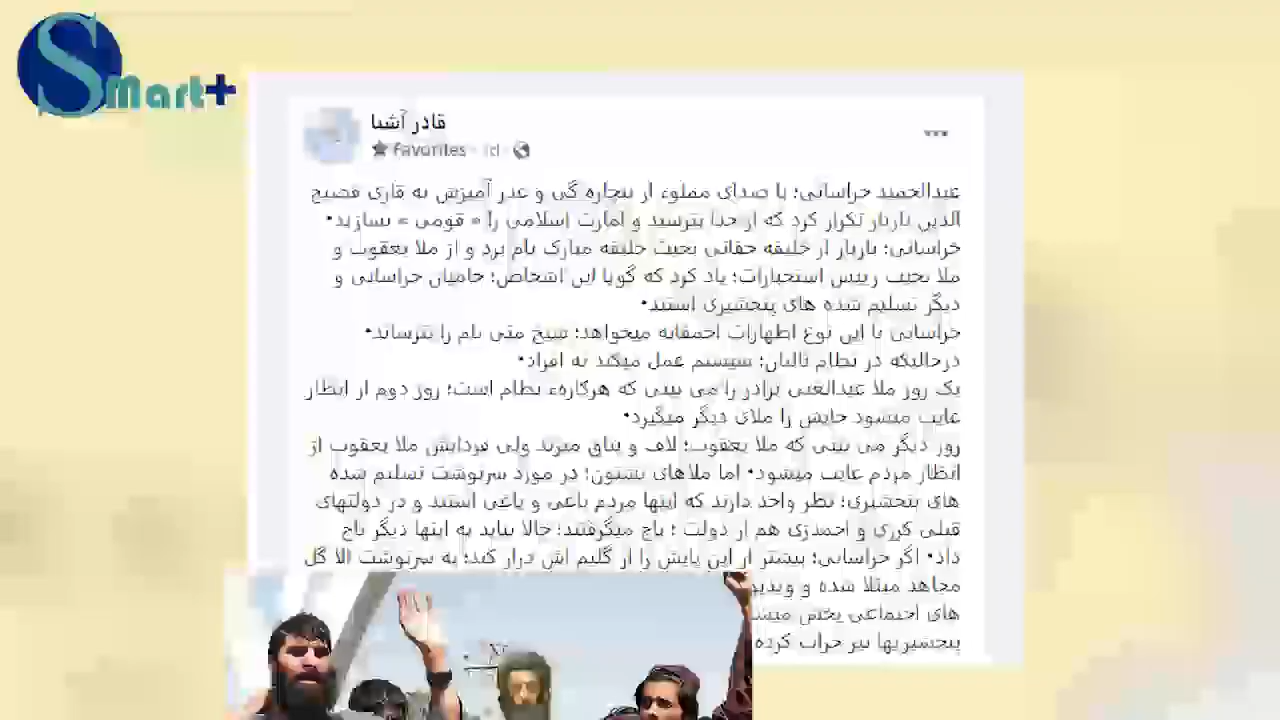 SMart+
قادر آشنا
Favorites · 1d
عبدالحمید خراسانی؛ با صدای مملوء از بیچاره گی و عذر آمیزش به قاری فصیح
الدین باربار تکرار کرد که از خدا بترسید و امارت اسلامی را « قومی » نسازید•
خراسانی؛ باربار از خلیفه حقانی بحیث خلیفه مبارک نام برد و از ملا یعقوب و
ملا نجیب رییس استخبارات؛ یاد کرد که گویا این اشخاص؛ حامیان خراسانی و
دیگر تسلیم شده های پنجشیری استند•
خراسانی با این نوع اظهارات احمقانه میخواهد؛ شیخ متی نام را بترساند•
درحالیکه در نظام تالبان؛ سیستم عمل میکند نه افراد•
یک روز ملا عبدالغنی برادر را می بینی که هرکارهء نظام است؛ روز دوم از انظار
غایب میشود جایش را ملای دیگر میگیرد•
روز دیگر می بینی که ملا یعقوب؛ لاف و پتاق میزند ولی فردایش ملا یعقوب از
انظار مردم غایب میشود• اما ملاهای پشتون؛ در مورد سرنوشت تسلیم شده
های پنجشیری؛ نظر واحد دارند که اینها مردم باغی و یاغی استند و در دولتهای
قبلی کرزی و احمدزی هم از دولت ؛ باج میگرفتند؛ حالا نباید به اینها دیگر باج
داد• اگر خراسانی؛ بیشتر از این پایش را از گلیم اش دراز کند؛ به سرنوشت الا گل
مجاهد مبتلا شده و ویدیو
های اجتماعی پخش میشد
پنجشیریها نیز خراب کرده